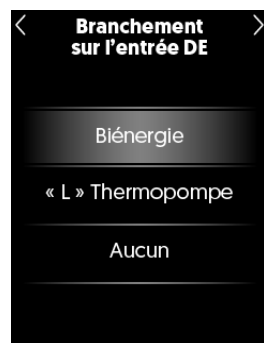 Branchement
sur l’entrée DE
Biénergie
« L » Thermopompe
Aucun